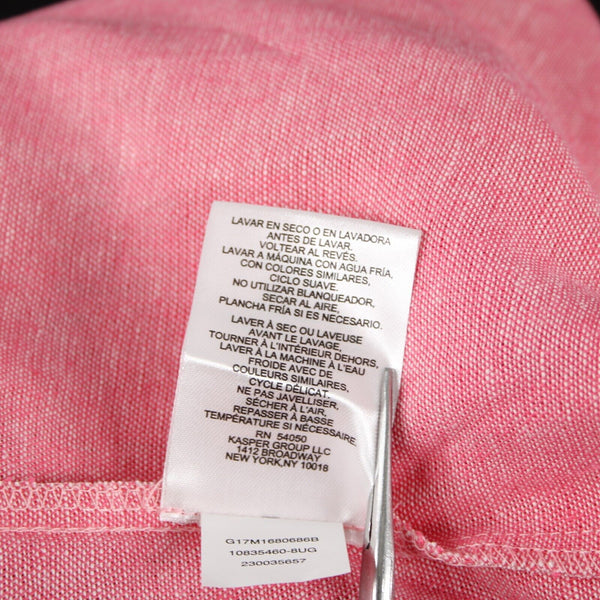 LAVAR EN SECO O EN LAVADORA
ANTES DE LAVAR.
VOLTEAR AL REVÉS.
LAVAR A MÁQUINA CON AGUA FRÍA,
CON COLORES SIMILARES,
CICLO SUAVE.
NO UTILIZAR BLANQUEADOR,
SECAR AL AIRE,
PLANCHA FRÍA SI ES NECESARIO.
LAVER À SEC OU LAVEUSE
AVANT LE LAVAGE,
TOURNER À L'INTÉRIEUR DEHORS,
LAVER À LA MACHINE À L'EAU
FROIDE AVEC DE
COULEURS SIMILAIRES,
CYCLE DÉLICAT.
NE PAS JAVELLISER,
SÉCHER À L'AIR,
REPASSER À BASSE
TEMPÉRATURE SI NÉCESSAIRE.
RN 54050
KASPER GROUP LLC
1412 BROADWAY
NEW YORK,NY 10018
G17M1680686B
10835460-8UG
230035657